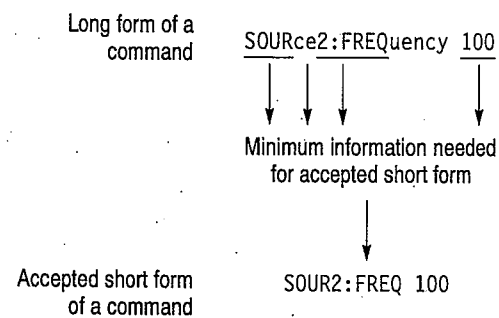 Long form of a
command
SOURce2:FREQuency 100
Minimum information needed
for accepted short form
Accepted short form
of a command
SOUR2:FREQ 100